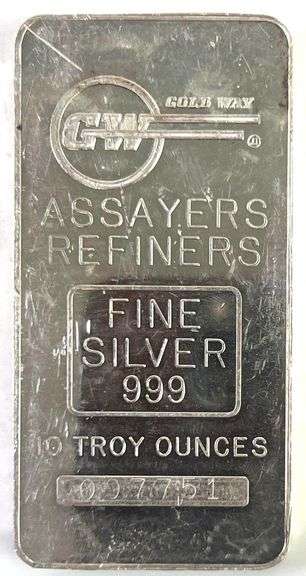 GOLD WAY
GW
ASSAYERS
REFINERS
FINE
SILVER
999
10 TROY OUNCES
097751